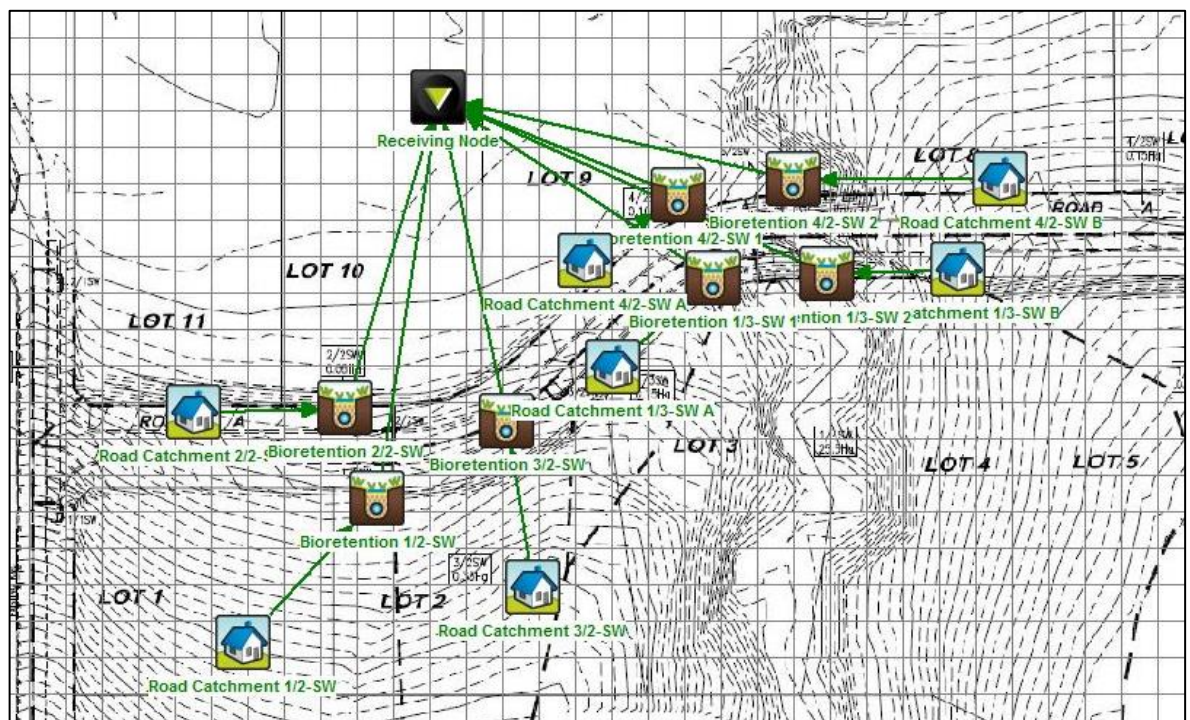 Receiving Node
LOT 8
LOT 9
ROAD A
Bioretention 4/2-SW 2
Road Catchment 4/2-SW B
oretention 4/2-SW 1
LOT 10
Road Catchment 4/2-SW A
Bioretention 1/3-SW 1
ntion 1/3-SW 2
atchment 1/3-SW B
LOT 11
2/2SW
Road Catchment 1/3-SW A
A
Road Catchment 2/2-S
Bioretention 2/2-SW
Bioretention 3/2-SW
LOT 3
LOT 4
LOT 5
Bioretention 1/2-SW
3/2SW
LOT 1
LOT 2
Road Catchment 3/2-SW
Road Catchment 1/2-SW